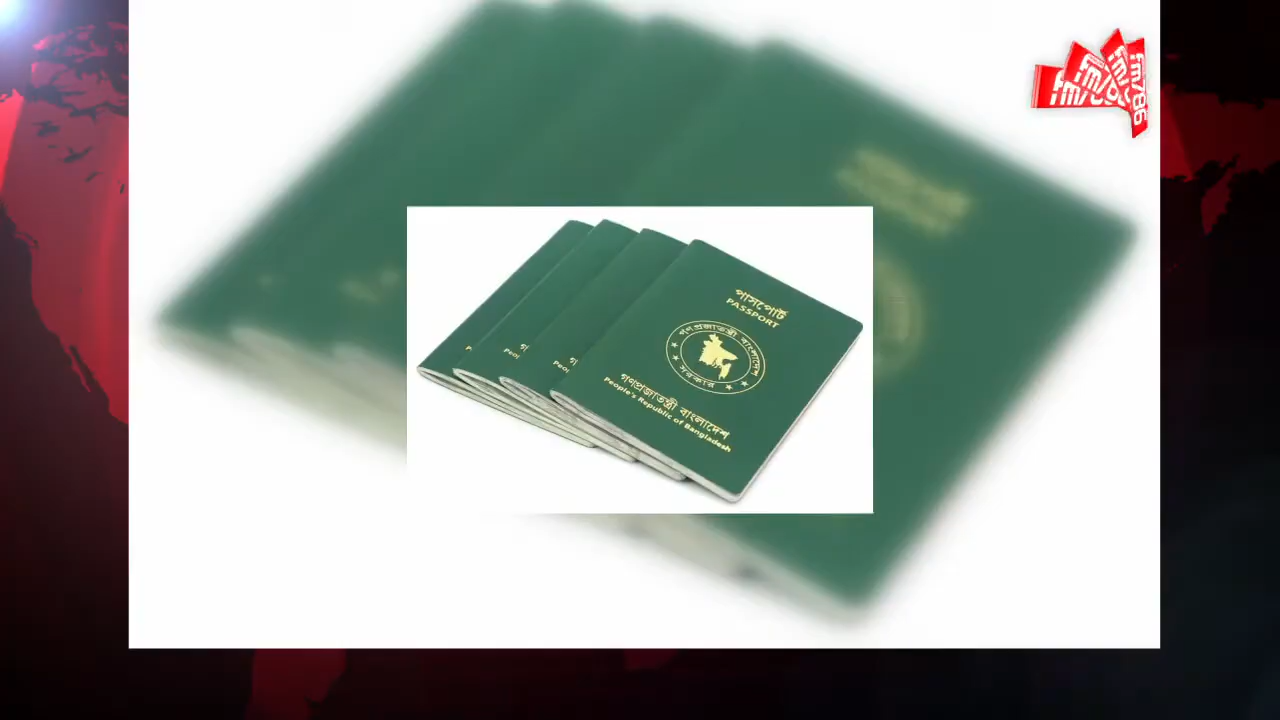 fm786
পাসপোর্ট
PASSPORT
গণপ্রজাতন্ত্রী বাংলাদেশ
সরকার
গণপ্রজাতন্ত্রী বাংলাদেশ
People's Republic of Bangladesh